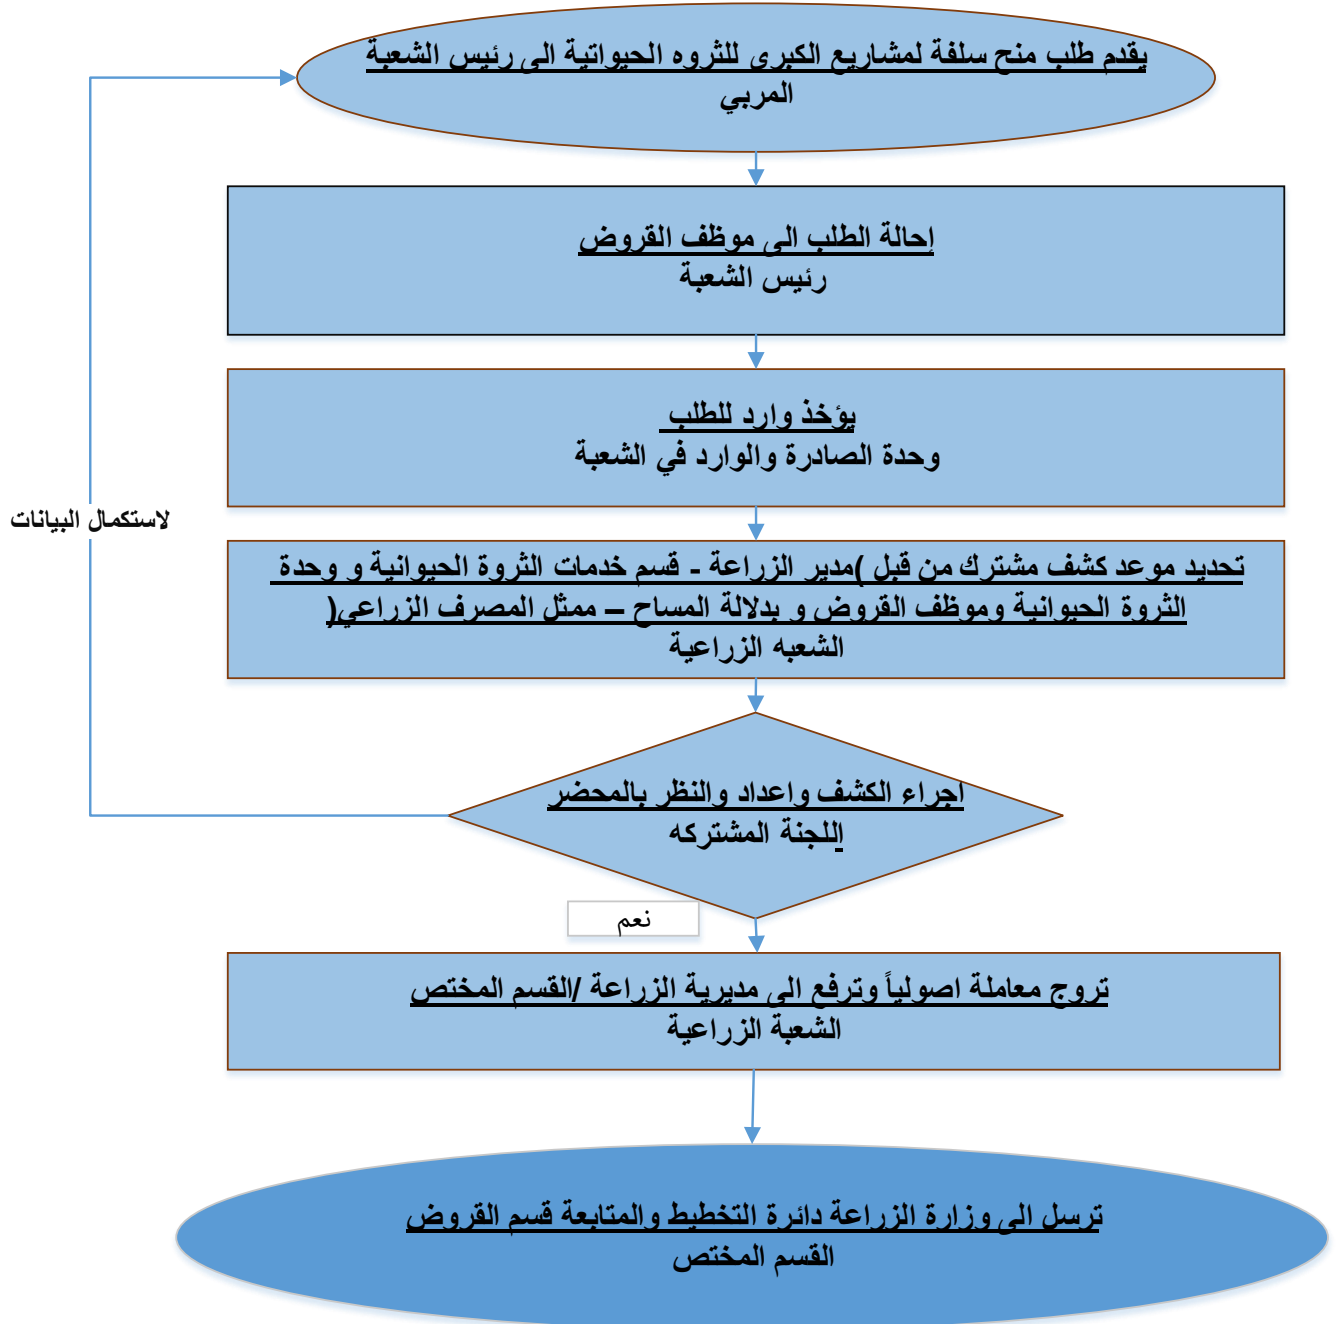 يقدم طلب منح سلفة لمشاريع الكبرى للثروه الحيواتية الى رئيس الشعبة
المربي
إحالة الطلب الى موظف القروض
رئيس الشعبة
يؤخذ وارد للطلب
وحدة الصادرة والوارد في الشعبة
لاستكمال البيانات
تحديد موعد كشف مشترك من قبل )مدير الزراعة - قسم خدمات الثروة الحيوانية و وحدة
الثروة الحيوانية وموظف القروض و بدلالة المساح – ممثل المصرف الزراعي(
الشعبه الزراعية
اجراء الكشف واعداد والنظر بالمحضر
اللجنة المشتركه
نعم
تروج معاملة اصولياً وترفع الى مديرية الزراعة /القسم المختص
الشعبة الزراعية
ترسل الى وزارة الزراعة دائرة التخطيط والمتابعة قسم القروض
القسم المختص